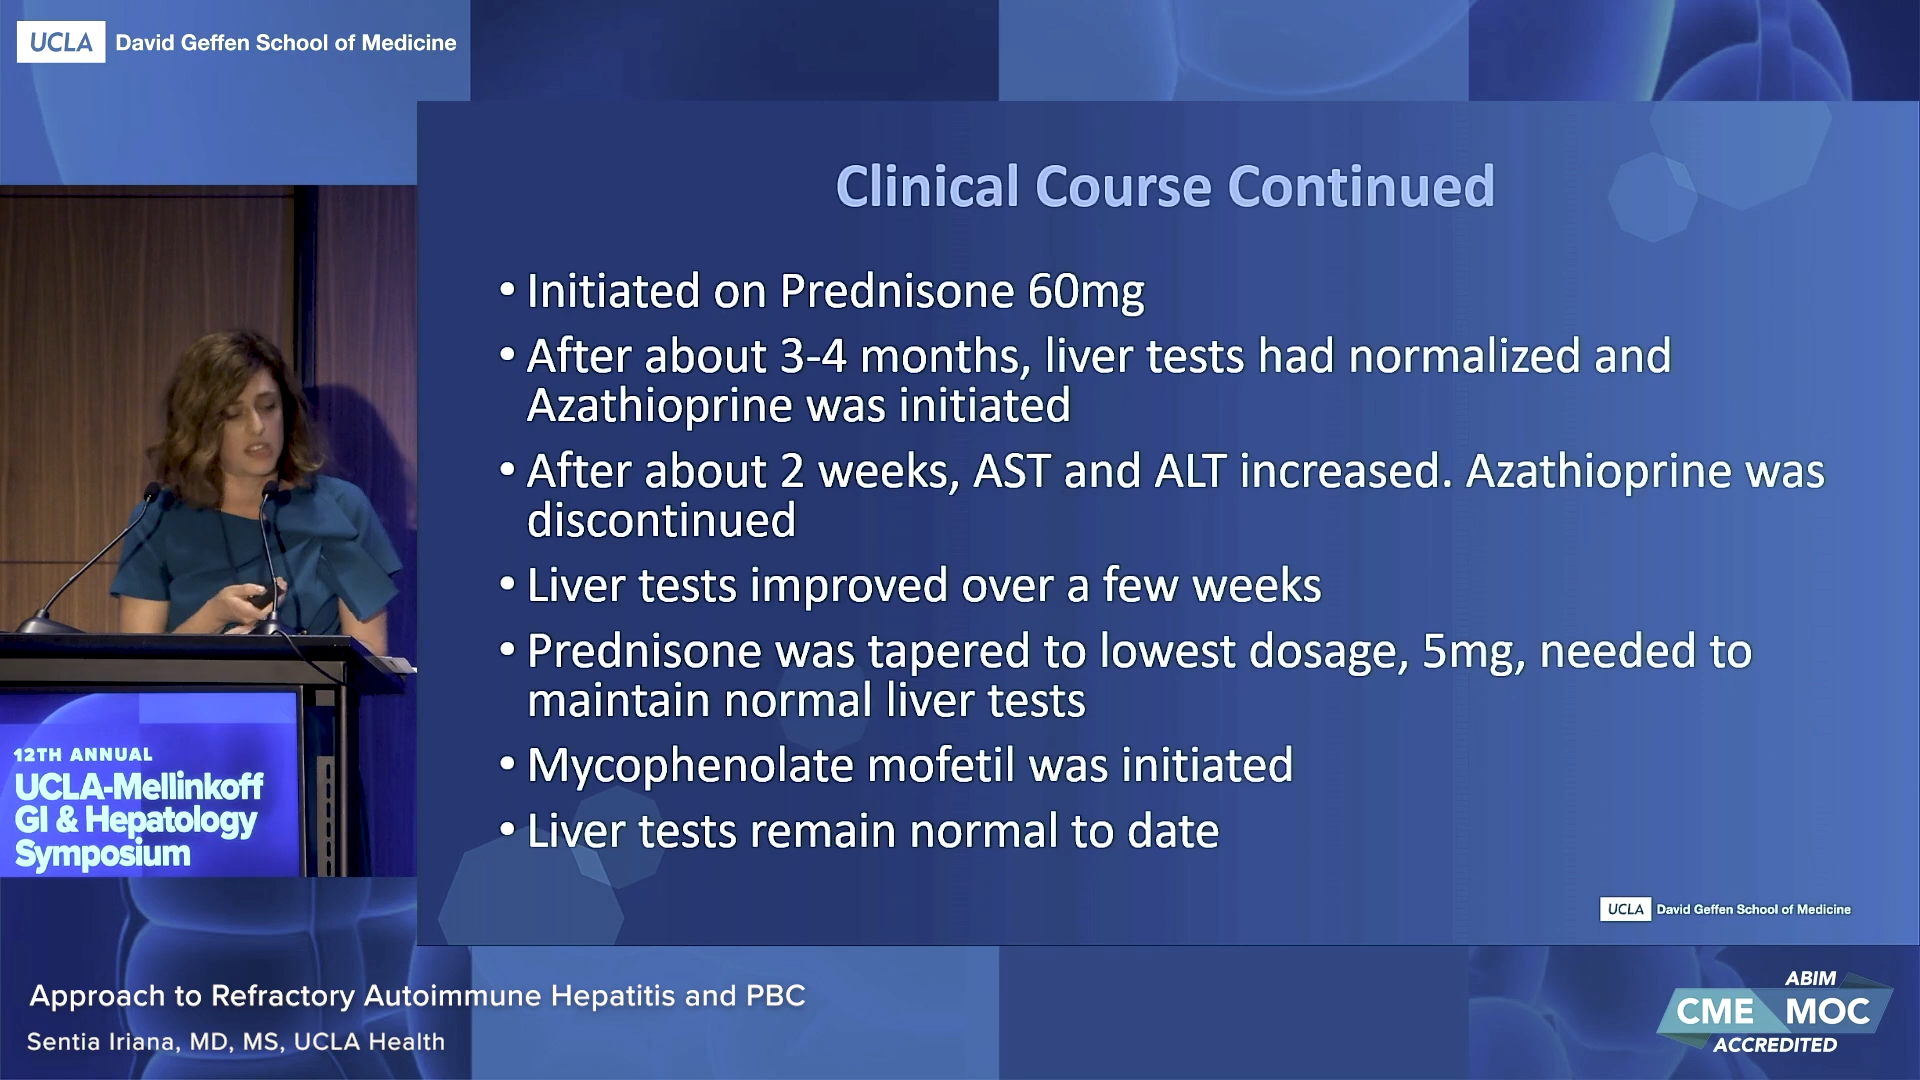 UCLA David Geffen School of Medicine
Clinical Course Continued
• Initiated on Prednisone 60mg
• After about 3-4 months, liver tests had normalized and
Azathioprine was initiated
• After about 2 weeks, AST and ALT increased. Azathioprine was
discontinued
• Liver tests improved over a few weeks
• Prednisone was tapered to lowest dosage, 5mg, needed to
maintain normal liver tests
• Mycophenolate mofetil was initiated
• Liver tests remain normal to date
UCLA David Geffen School of Medicine
12TH ANNUAL
UCLA-Mellinkoff
GI & Hepatology
Symposium
Approach to Refractory Autoimmune Hepatitis and PBC
Sentia Iriana, MD, MS, UCLA Health
ABIM
CME MOC
ACCREDITED